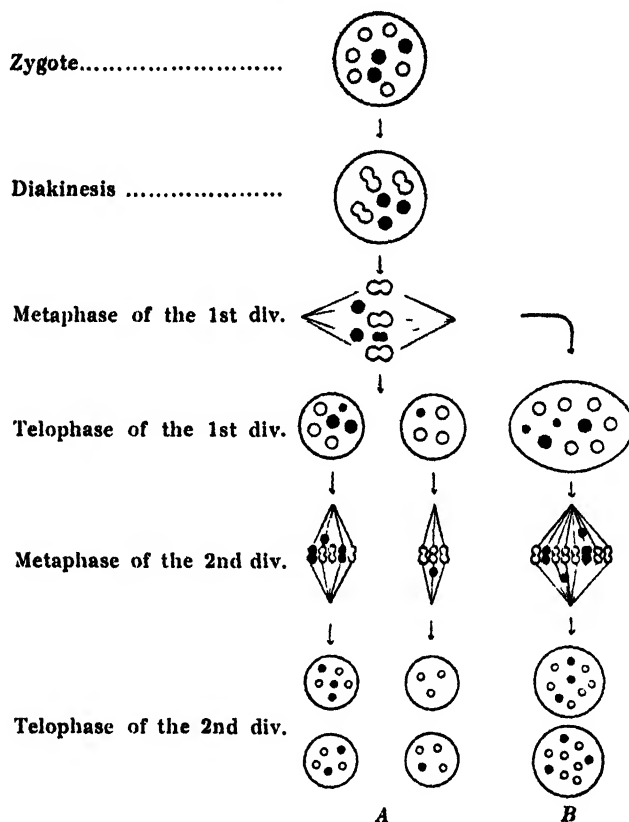 Zygote........................
Diakinesis ......................
Metaphase of the 1st div.
Telophase of the 1st div.
Metaphase of the 2nd div.
Telophase of the 2nd div.
A B